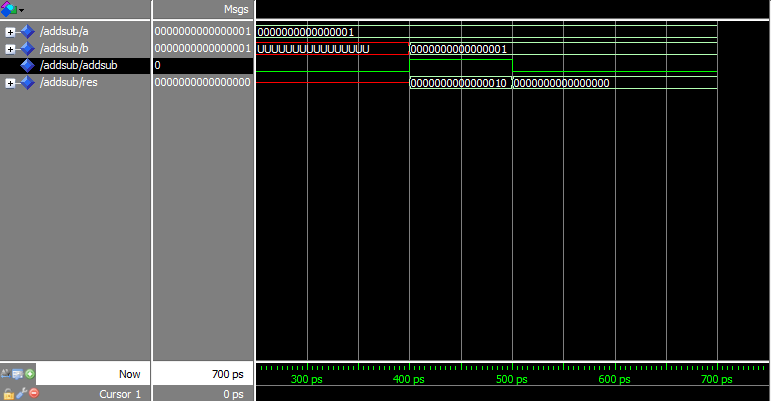 Msgs
/addsub/a 0000000000000001 0000000000000001
/addsub/b 0000000000000001 UUUUUUUUUUUUUUUU 0000000000000001
/addsub/addsub 0
/addsub/res 0000000000000000 0000000000000010 0000000000000000
Now 700 ps 300 ps 400 ps 500 ps 600 ps 700 ps
Cursor 1 0 ps